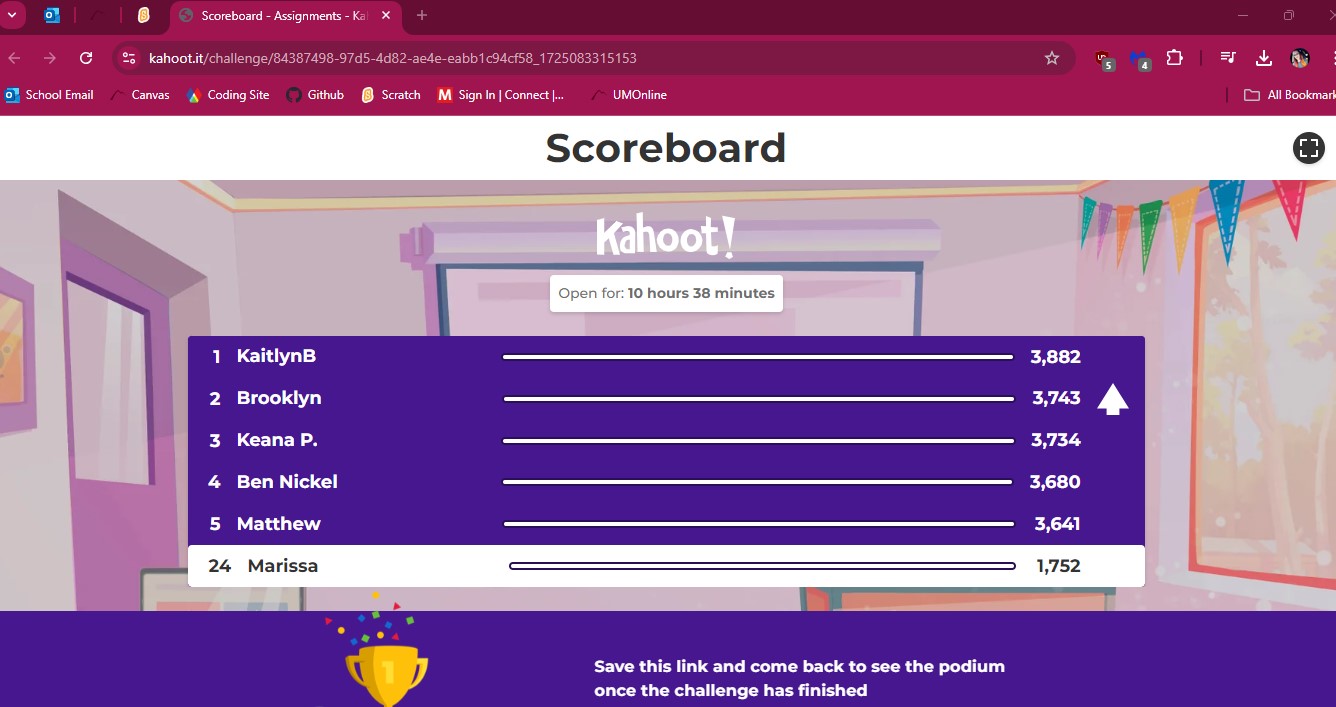 Scoreboard - Assignments - Ka
kahoot.it/challenge/84387498-97d5-4d82-ae4e-eabb1c94cf58_1725083315153
5
4
School Email Canvas Coding Site Github Scratch Sign In | Connect |... UMOnline All Bookmark
Scoreboard
Kahoot!
Open for: 10 hours 38 minutes
1 KaitlynB 3,882
2 Brooklyn 3,743
3 Keana P. 3,734
4 Ben Nickel 3,680
5 Matthew 3,641
24 Marissa 1,752
1
Save this link and come back to see the podium
once the challenge has finished